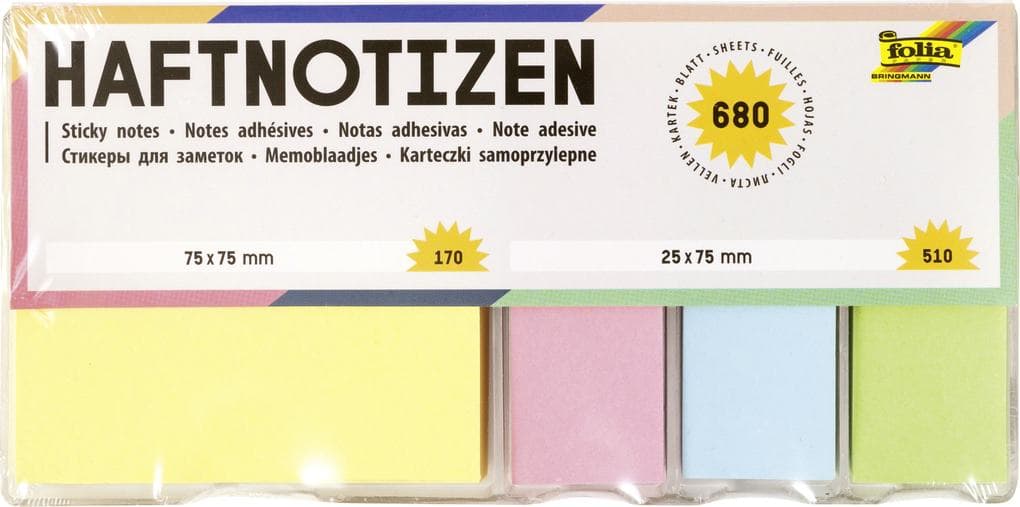 HAFTNOTIZEN
Sticky notes • Notes adhésives • Notas adhesivas • Note adesive
Стикеры для заметок • Memoblaadjes • Karteczki samoprzylepne
BLATT • SHEETS • FUILLES • HOJAS • FOGLI • ЛИСТА • VELLEN • KARTEK •
680
folia
PAPER
BRINGMANN
75 x 75 mm
170
25 x 75 mm
510